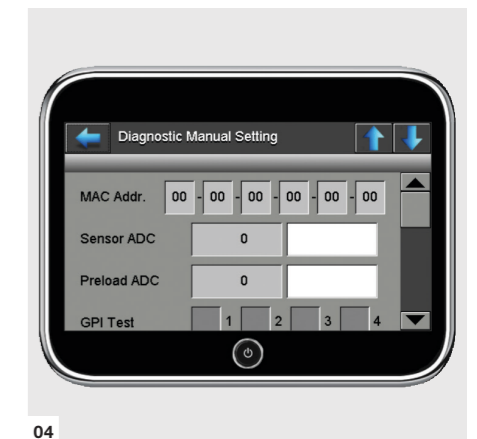 Diagnostic Manual Setting
MAC Addr. 00 - 00 - 00 - 00 - 00 - 00
Sensor ADC 0
Preload ADC 0
GPI Test 1 2 3 4
04